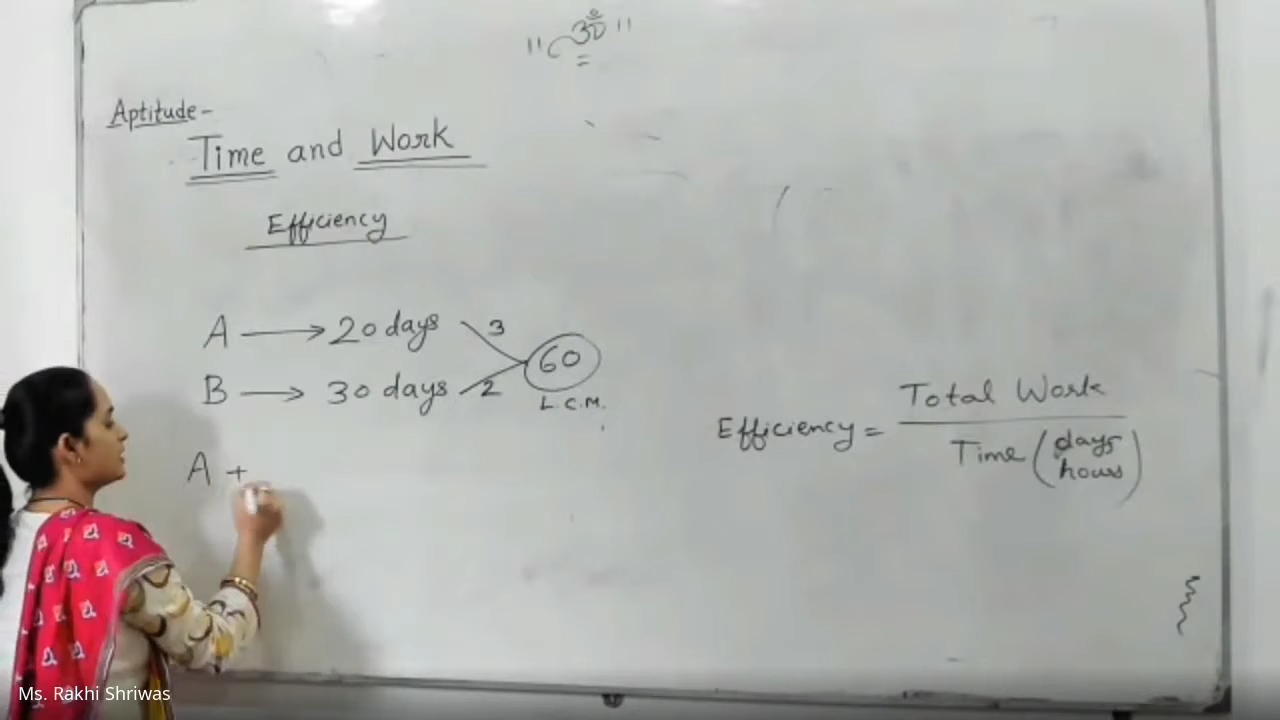 " ॐ "
Aptitude-
Time and Work
Efficiency
A → 20 days 3
60
B → 30 days 2
L.C.M.
A +
Efficiency = Total Work
Time (days
hours)
Ms. Rakhi Shriwas